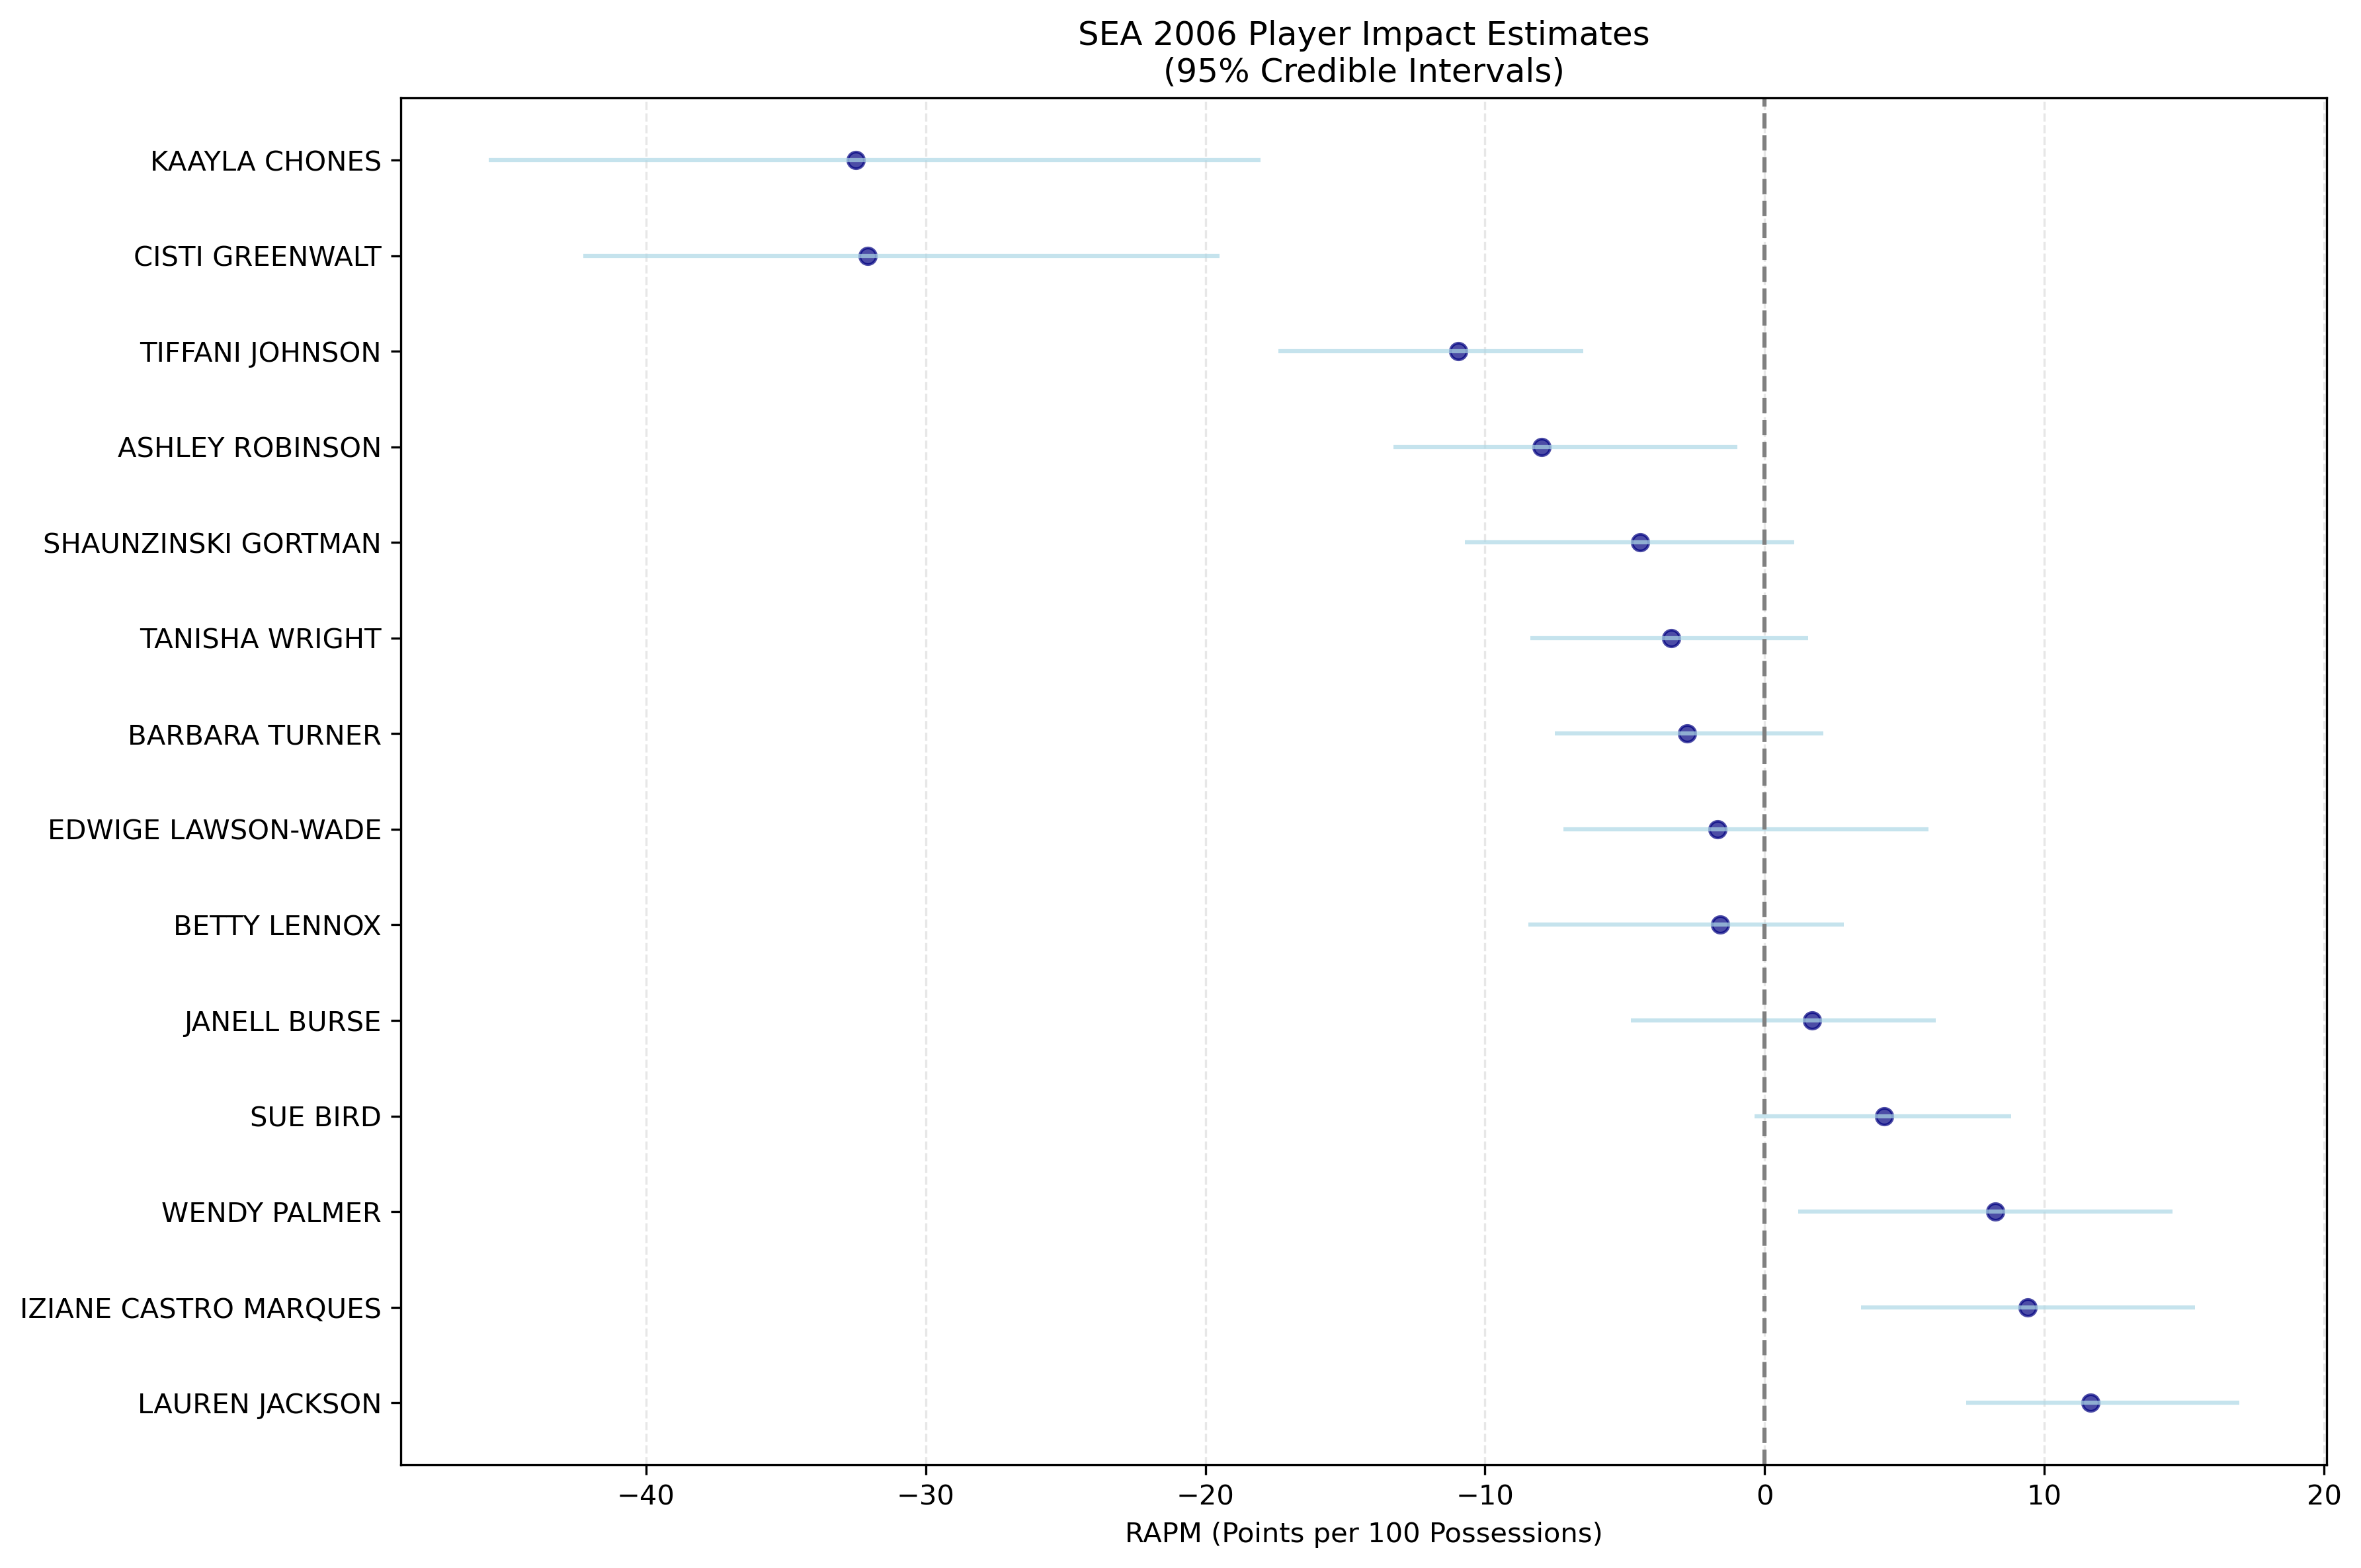 SEA 2006 Player Impact Estimates
(95% Credible Intervals)
KAAYLA CHONES
CISTI GREENWALT
TIFFANI JOHNSON
ASHLEY ROBINSON
SHAUNZINSKI GORTMAN
TANISHA WRIGHT
BARBARA TURNER
EDWIGE LAWSON-WADE
BETTY LENNOX
JANELL BURSE
SUE BIRD
WENDY PALMER
IZIANE CASTRO MARQUES
LAUREN JACKSON
−40 −30 −20 −10 0 10 20
RAPM (Points per 100 Possessions)